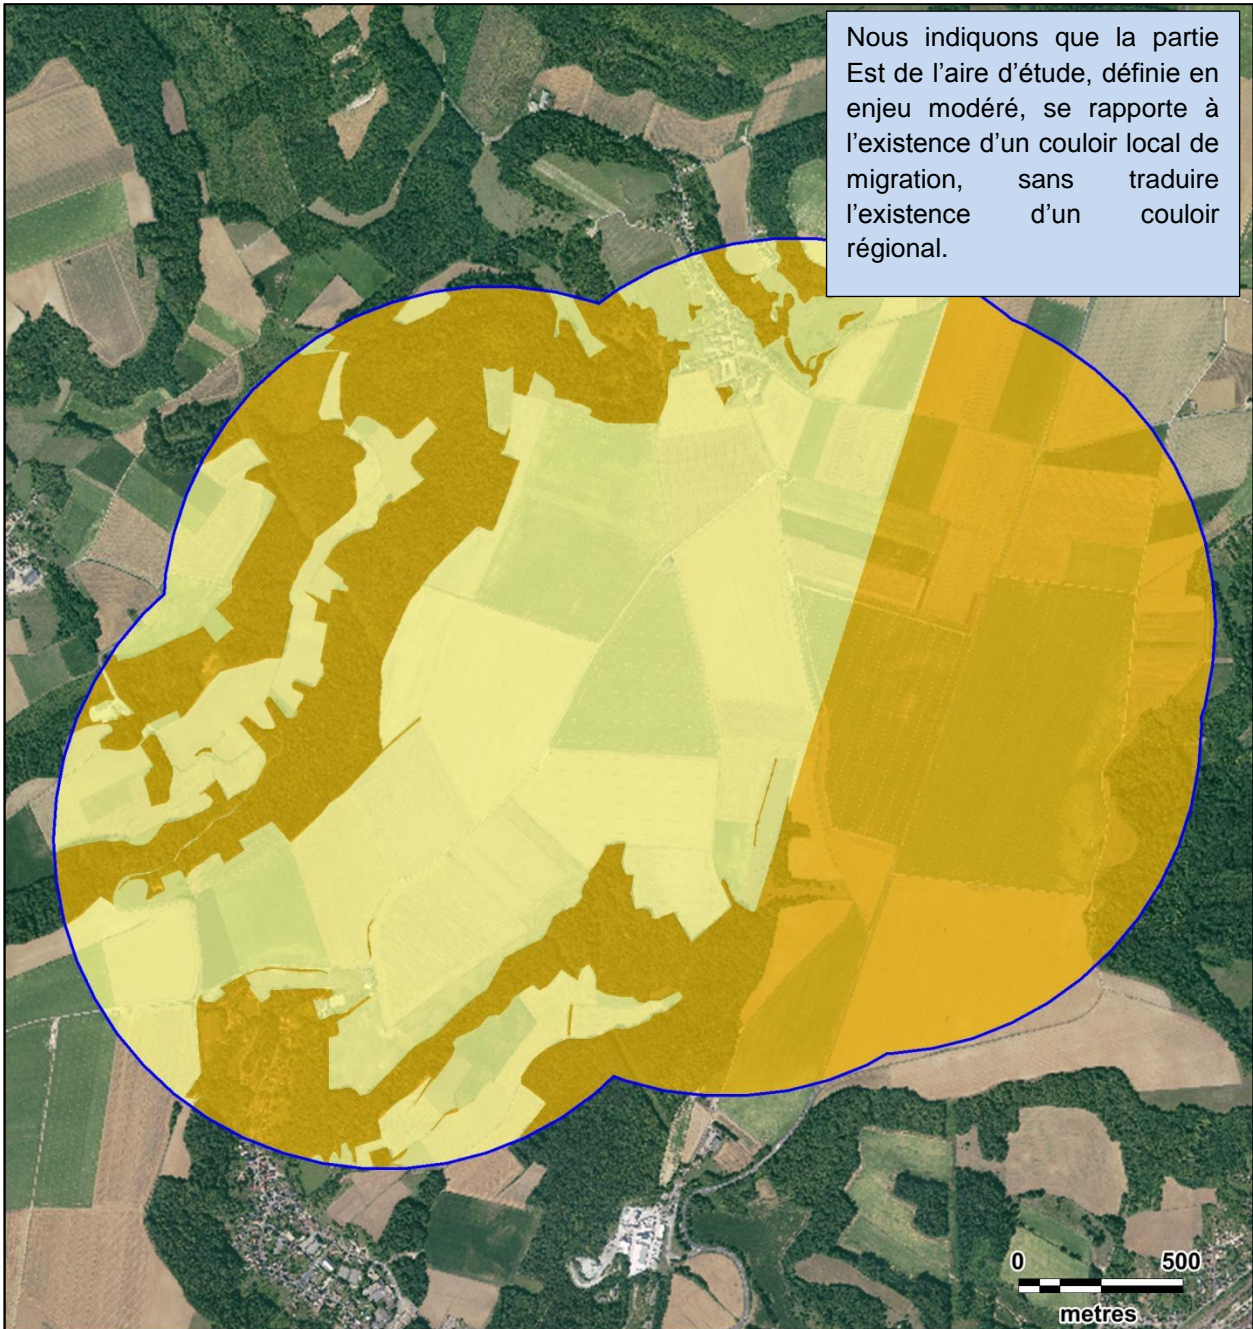 Nous indiquons que la partie
Est de l’aire d’étude, définie en
enjeu modéré, se rapporte à
l’existence d’un couloir local de
migration, sans traduire
l’existence d’un couloir
régional.
0 500
metres